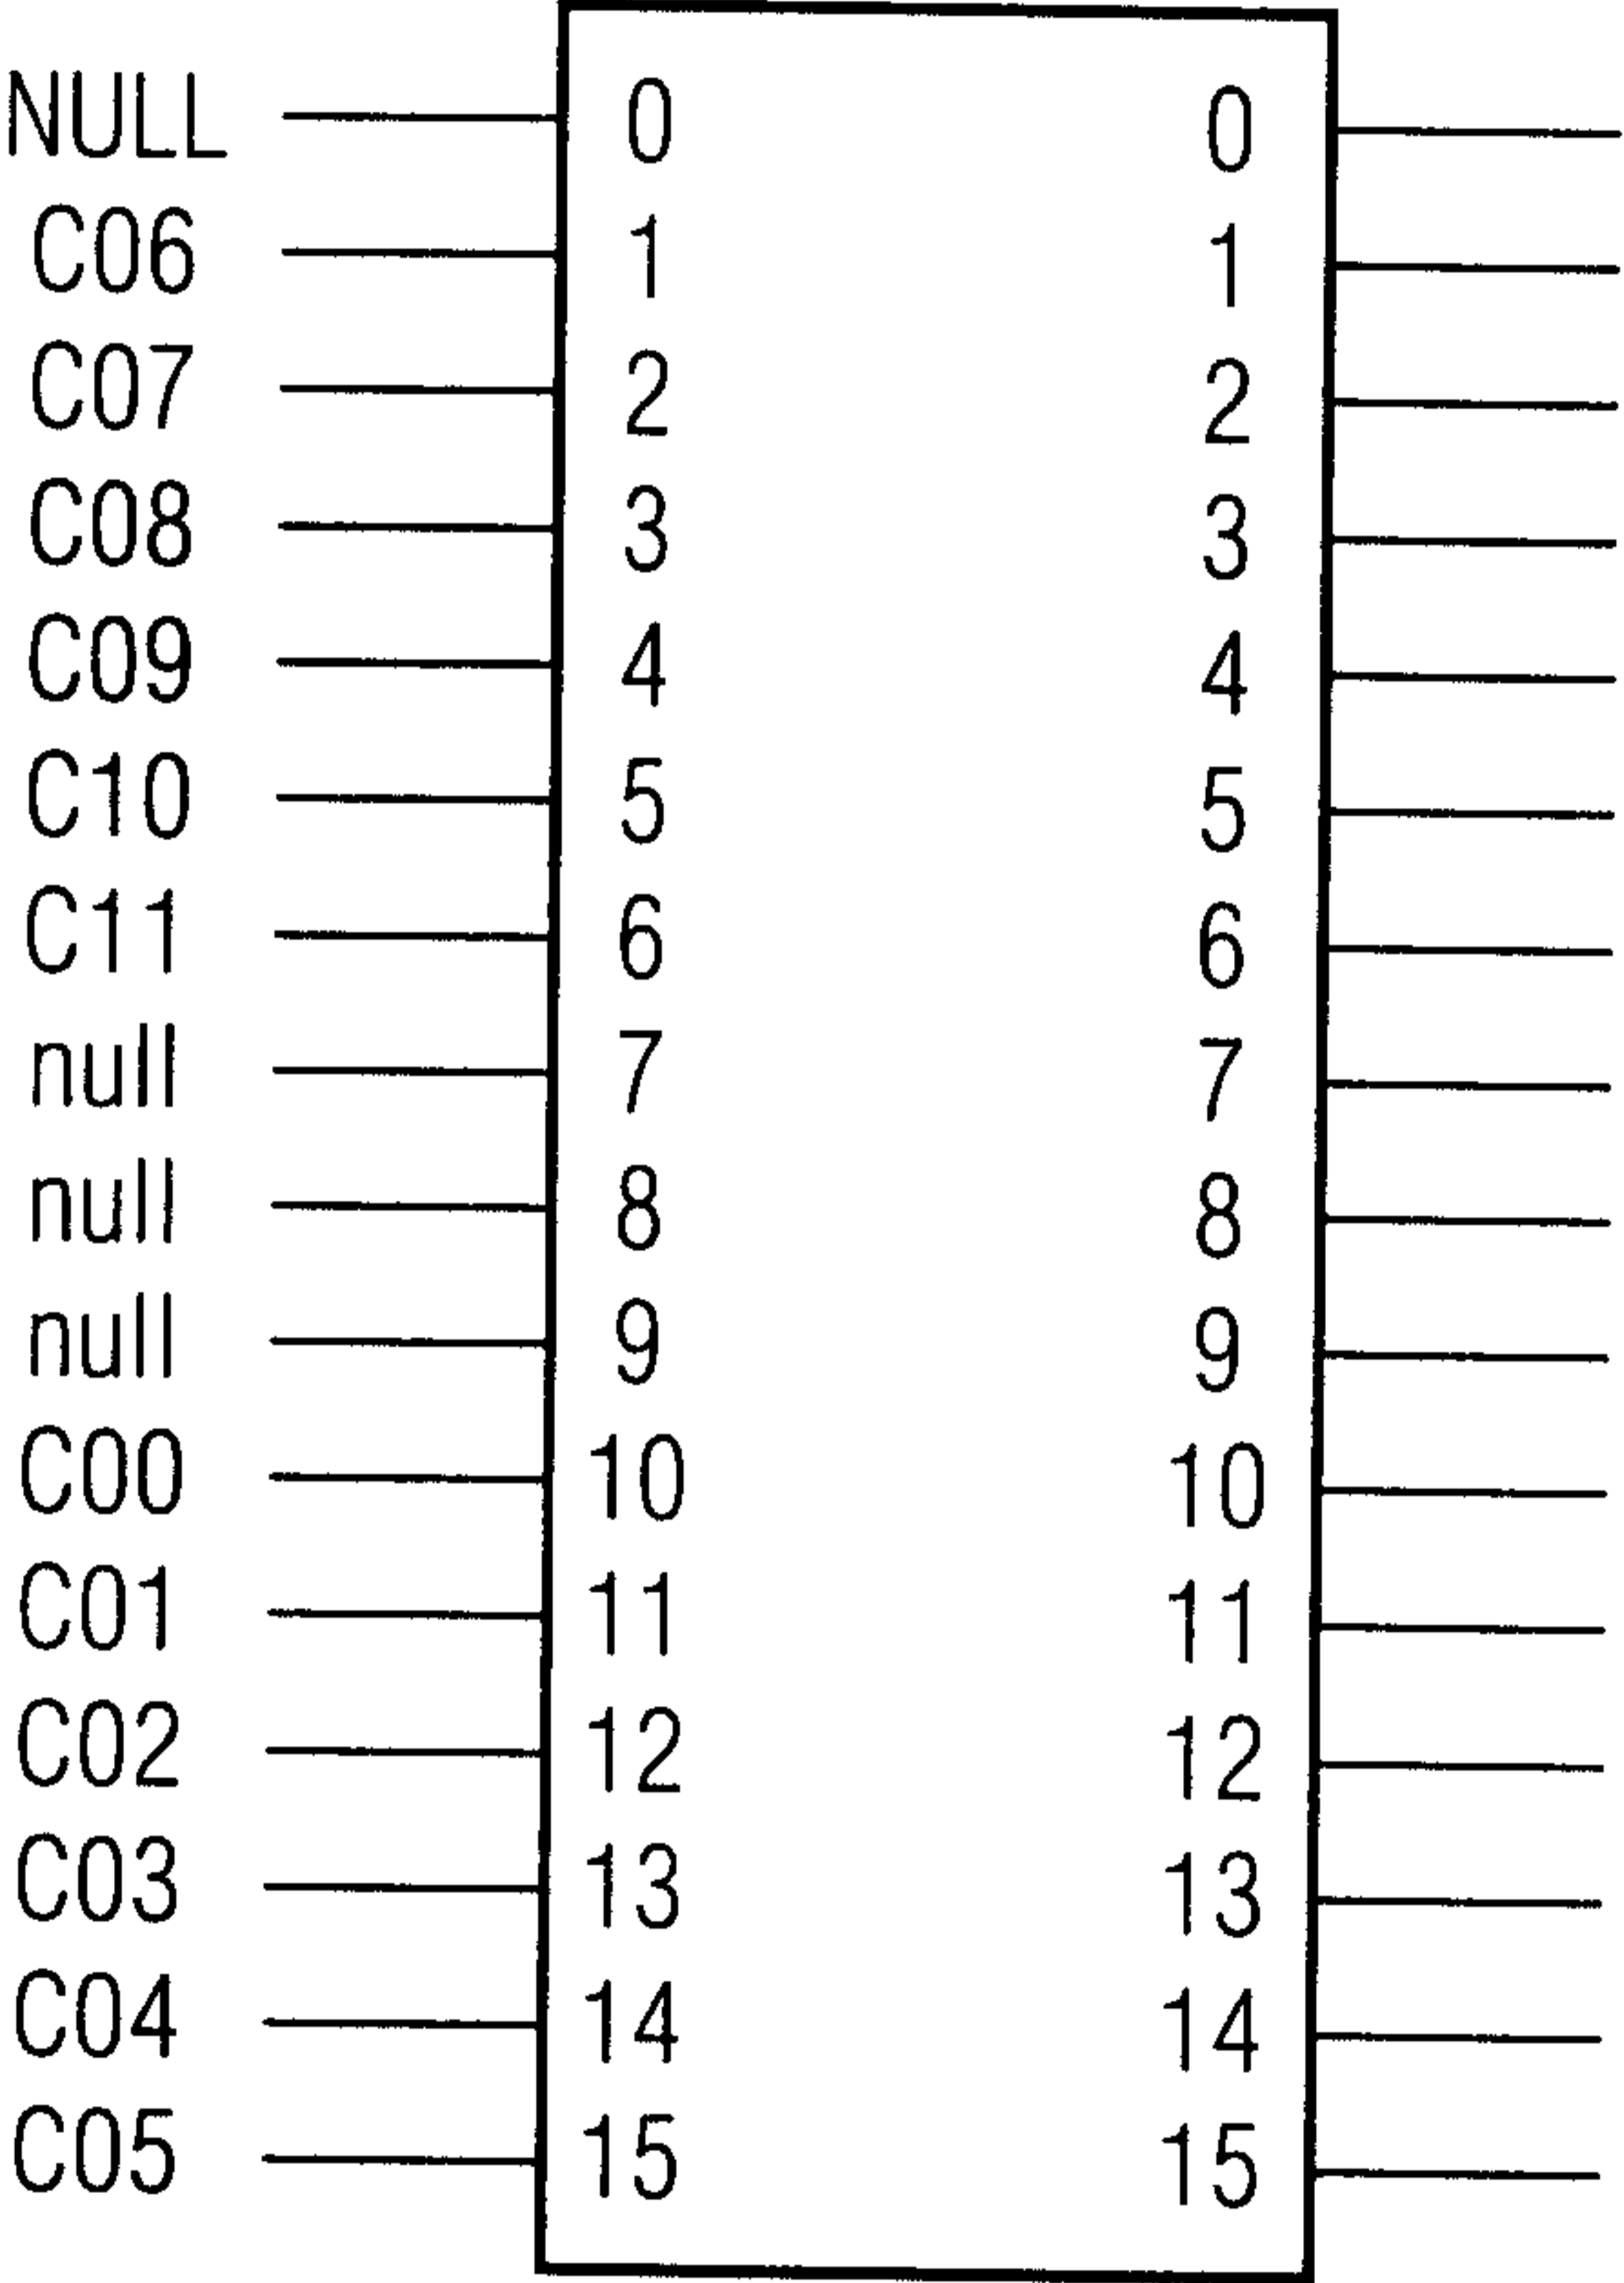 NULL 0 0
C06 1 1
C07 2 2
C08 3 3
C09 4 4
C10 5 5
C11 6 6
null 7 7
null 8 8
null 9 9
C00 10 10
C01 11 11
C02 12 12
C03 13 13
C04 14 14
C05 15 15